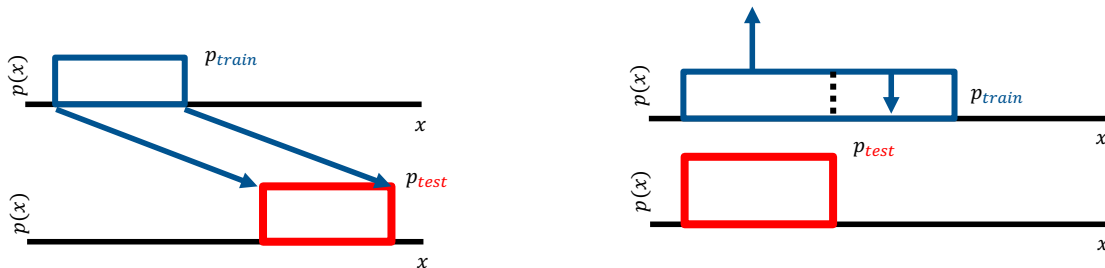 p(x)
p_train
x
p(x)
p_test
x
p(x)
p_train
x
p(x)
p_test
x